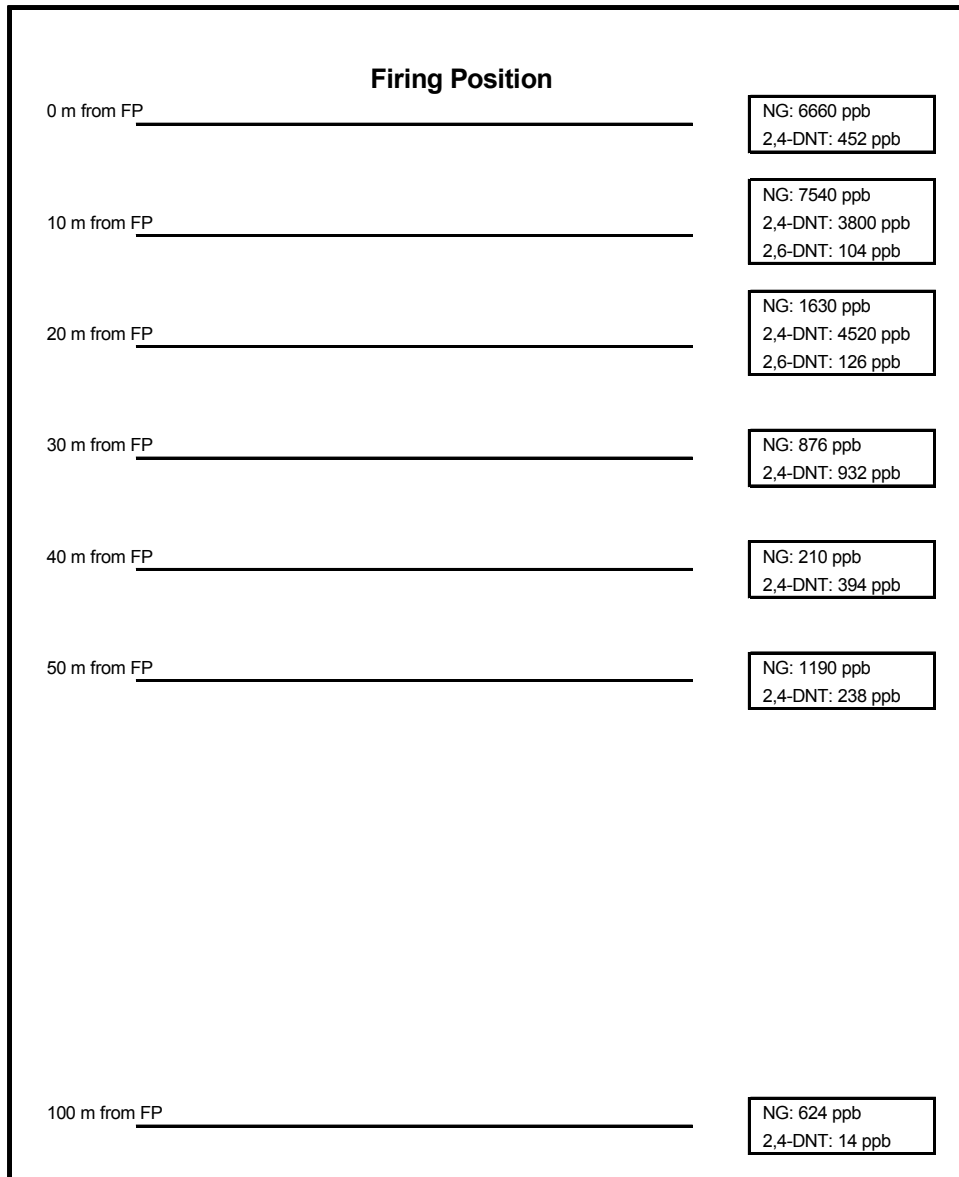 Firing Position
0 m from FP
NG: 6660 ppb
2,4-DNT: 452 ppb
10 m from FP
NG: 7540 ppb
2,4-DNT: 3800 ppb
2,6-DNT: 104 ppb
20 m from FP
NG: 1630 ppb
2,4-DNT: 4520 ppb
2,6-DNT: 126 ppb
30 m from FP
NG: 876 ppb
2,4-DNT: 932 ppb
40 m from FP
NG: 210 ppb
2,4-DNT: 394 ppb
50 m from FP
NG: 1190 ppb
2,4-DNT: 238 ppb
100 m from FP
NG: 624 ppb
2,4-DNT: 14 ppb